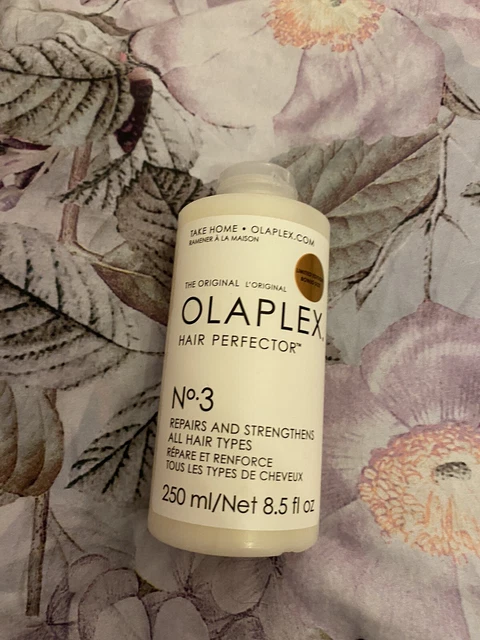 TAKE HOME • OLAPLEX.COM
RAMENER À LA MAISON
THE ORIGINAL L'ORIGINAL
OLAPLEX.
HAIR PERFECTOR™
Nº.3
REPAIRS AND STRENGTHENS
ALL HAIR TYPES
RÉPARE ET RENFORCE
TOUS LES TYPES DE CHEVEUX
250 ml/Net 8.5 fl oz